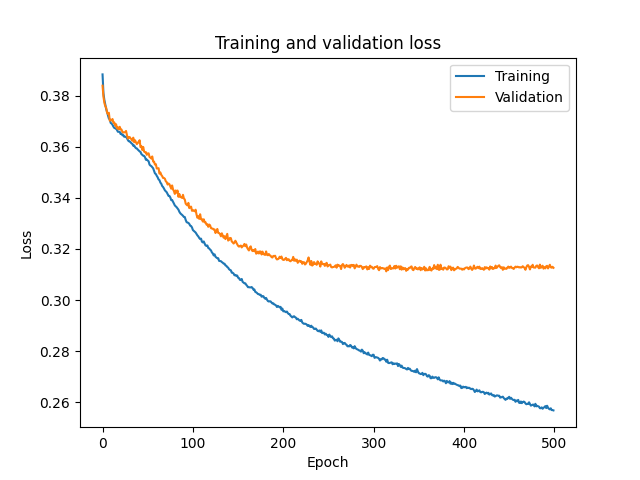 Training and validation loss
Training
Validation
0.38
0.36
0.34
0.32
0.30
0.28
0.26
Loss
0
100
200
300
400
500
Epoch